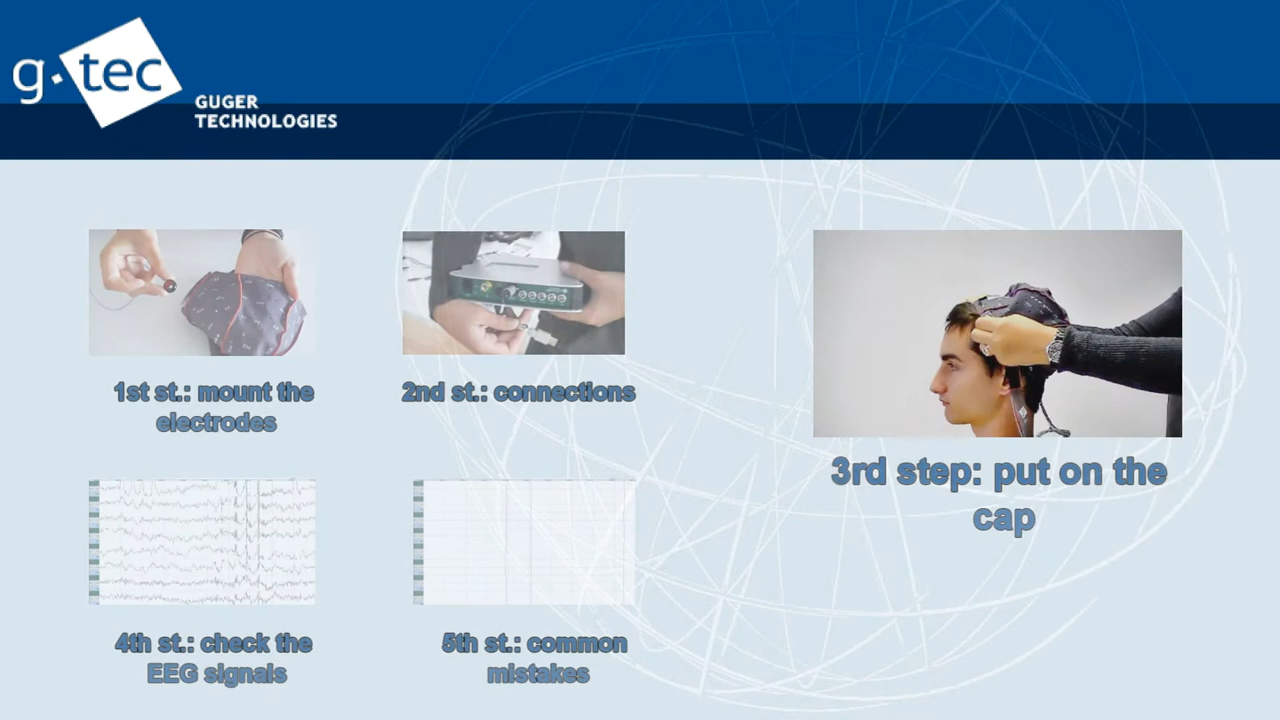 g.tec
GUGER
TECHNOLOGIES
1st st.: mount the
electrodes
2nd st.: connections
3rd step: put on the
cap
4th st.: check the
EEG signals
5th st.: common
mistakes